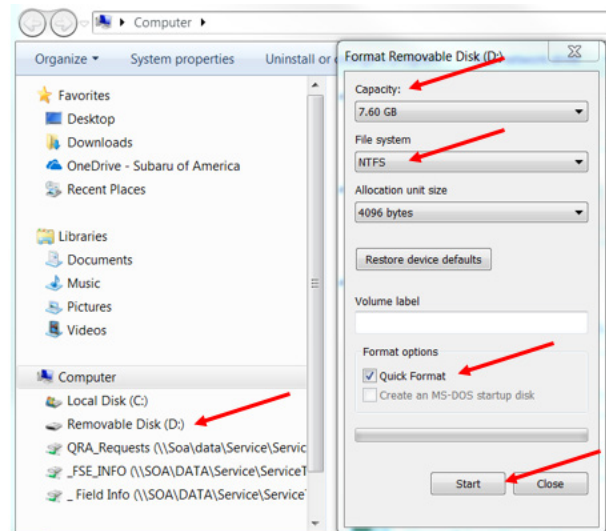 Computer
Organize
System properties
Uninstall or
Favorites
Desktop
Downloads
OneDrive - Subaru of America
Recent Places
Libraries
Documents
Music
Pictures
Videos
Computer
Local Disk (C:)
Removable Disk (D:)
QRA_Requests (\\Soa\data\Service\Servic
_FSE_INFO (\\SOA\DATA\Service\ServiceT
_ Field Info (\\SOA\DATA\Service\Service
Format Removable Disk (D:)
Capacity:
7.60 GB
File system
NTFS
Allocation unit size
4096 bytes
Restore device defaults
Volume label
Format options
Quick Format
Create an MS-DOS startup disk
Start
Close